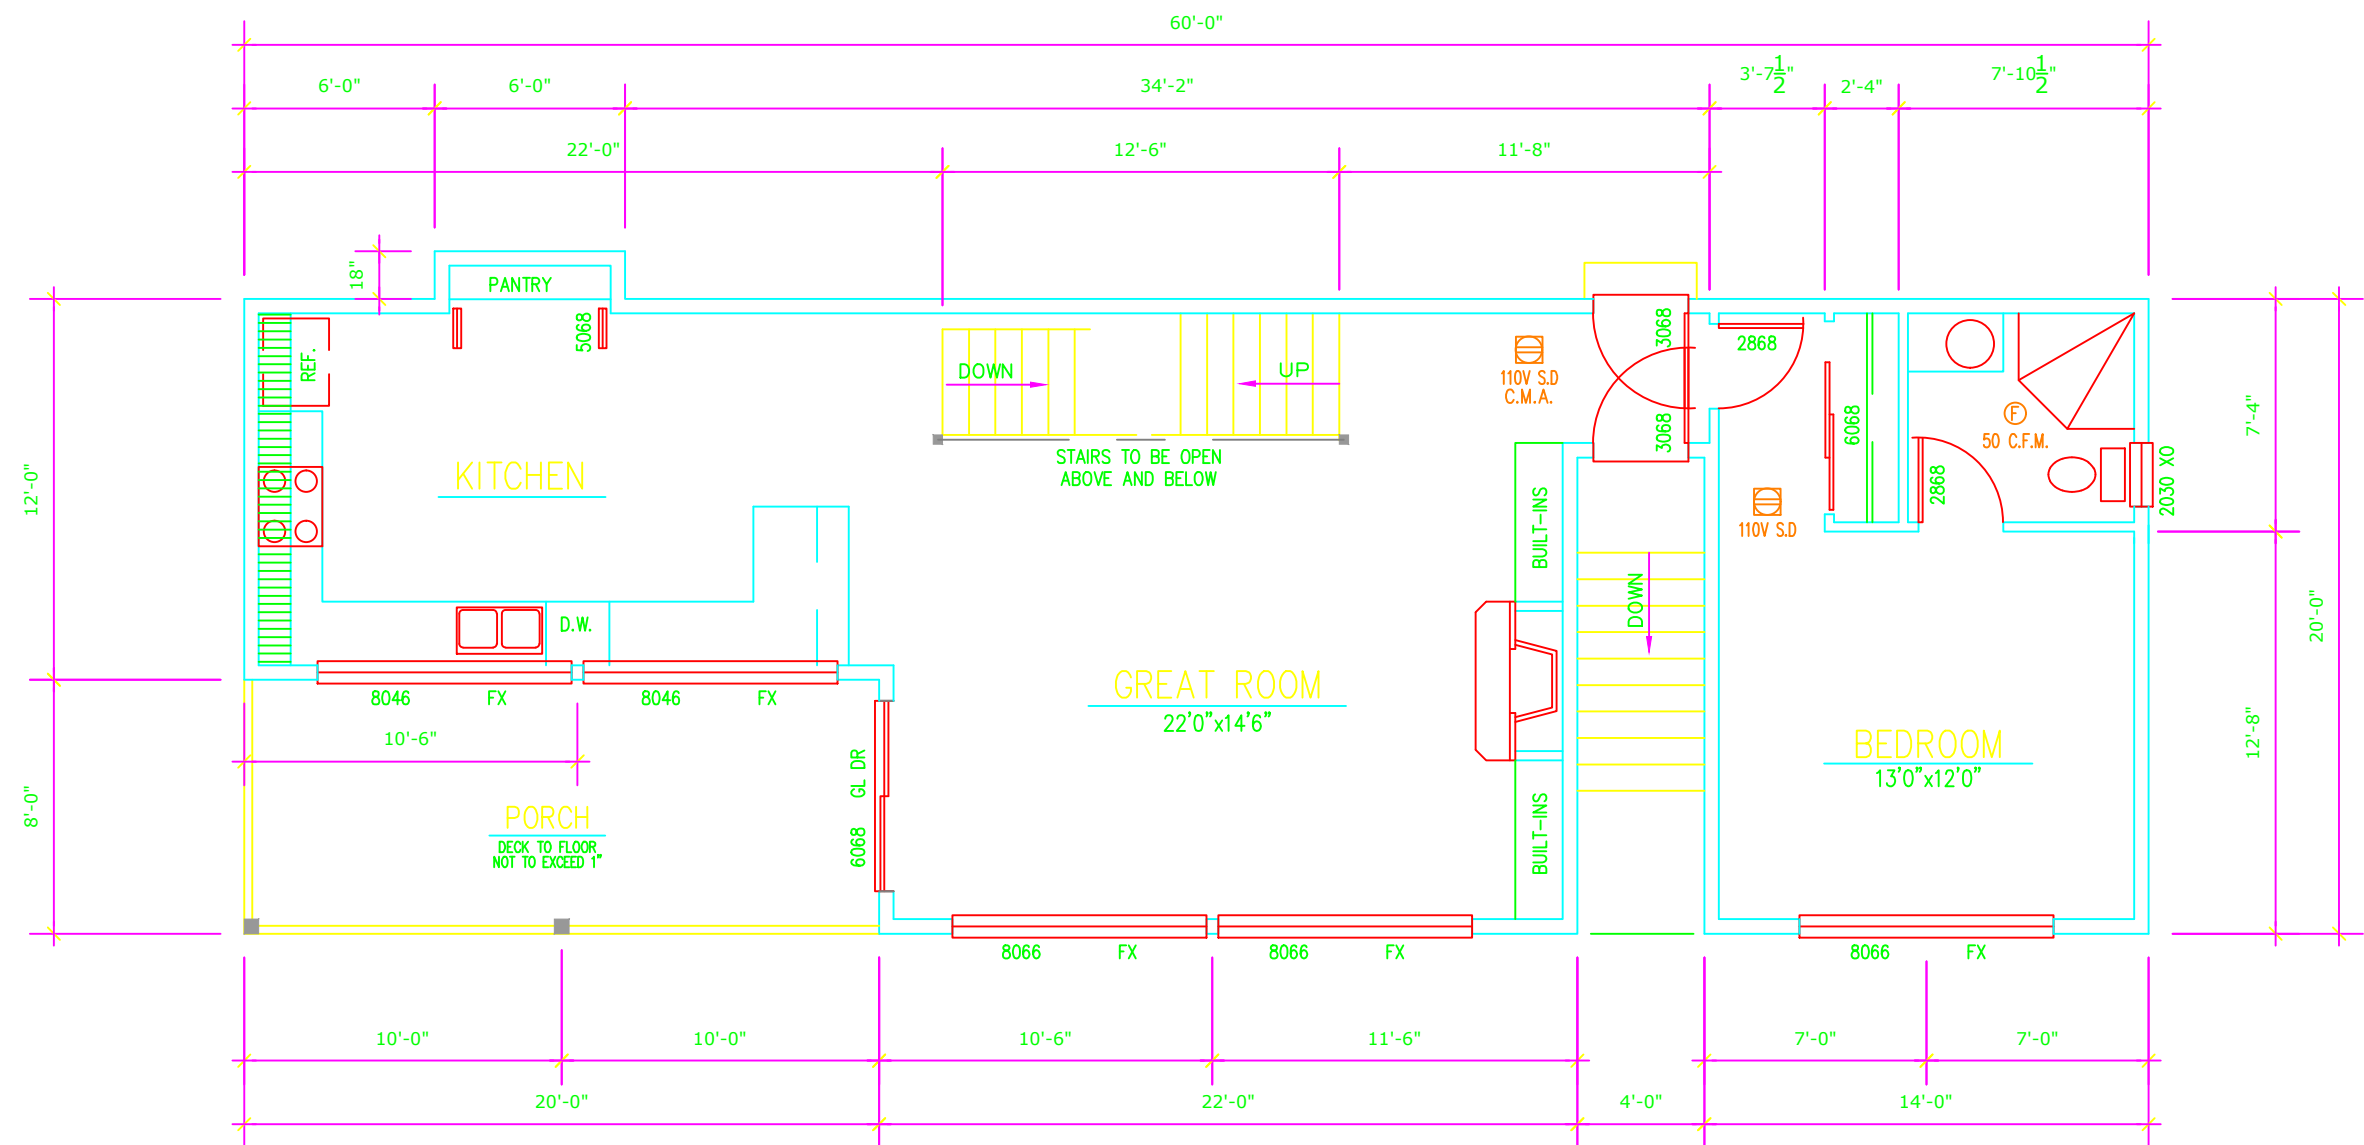 60'-0"
6'-0"
6'-0"
34'-2"
3'-7 1/2"
2'-4"
7'-10 1/2"
22'-0"
12'-6"
11'-8"
18"
PANTRY
REF.
5068
DOWN
UP
110V S.D
C.M.A.
3068
3068
2868
6068
F
50 C.F.M.
2868
2030 XO
7'-4"
KITCHEN
STAIRS TO BE OPEN
ABOVE AND BELOW
12'-0"
BUILT-INS
110V S.D
DOWN
20'-0"
D.W.
8046
FX
8046
FX
GREAT ROOM
22'0"x14'6"
10'-6"
GL DR
6068
BEDROOM
13'0"x12'0"
12'-8"
8'-0"
PORCH
DECK TO FLOOR
NOT TO EXCEED 1"
BUILT-INS
8066
FX
8066
FX
8066
FX
10'-0"
10'-0"
10'-6"
11'-6"
7'-0"
7'-0"
20'-0"
22'-0"
4'-0"
14'-0"